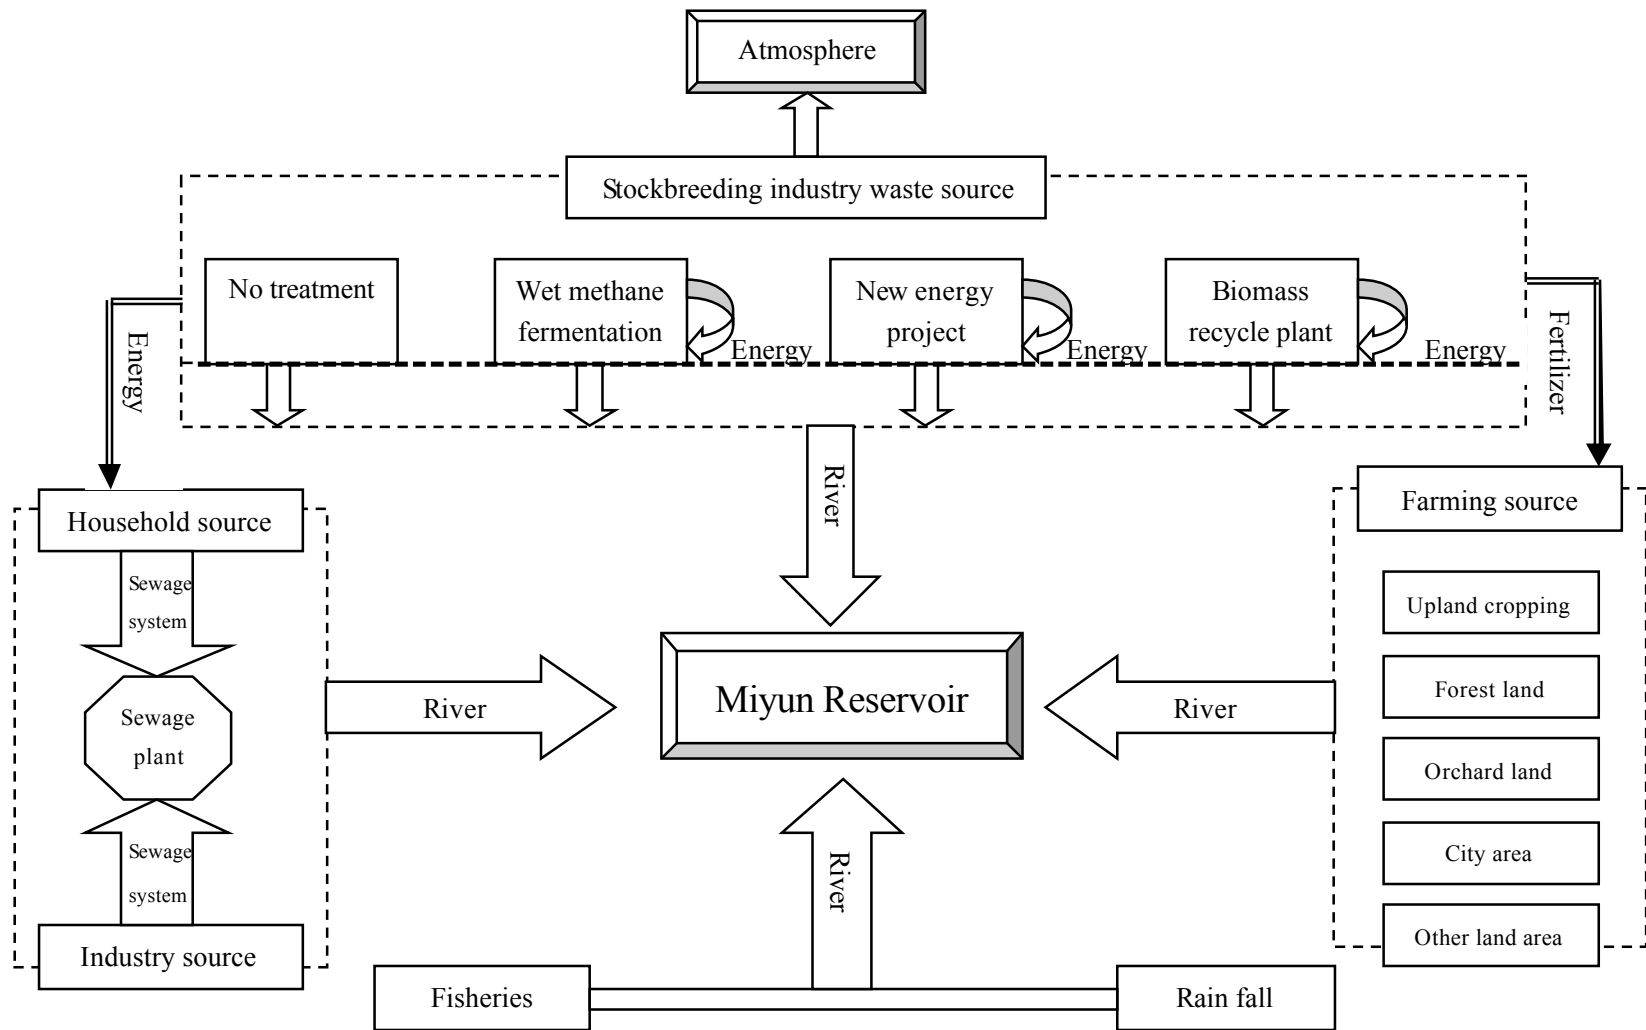 Atmosphere
Stockbreeding industry waste source
No treatment
Wet methane
fermentation
Energy
New energy
project
Energy
Biomass
recycle plant
Energy
Energy
Fertilizer
River
Household source
Sewage
system
Sewage
plant
Sewage
system
Industry source
River
Miyun Reservoir
River
Farming source
Upland cropping
Forest land
Orchard land
City area
Other land area
River
Fisheries
Rain fall